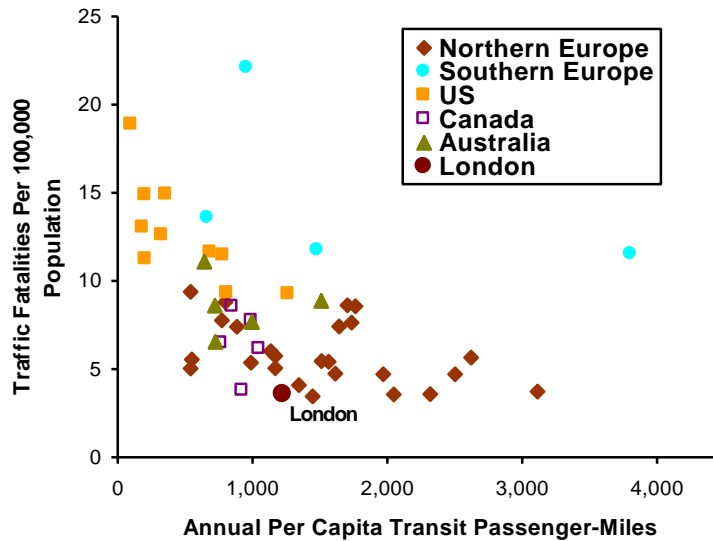 25
20
15
10
5
0
Traffic Fatalities Per 100,000
Population
Northern Europe
Southern Europe
US
Canada
Australia
London
London
0
1,000
2,000
3,000
4,000
Annual Per Capita Transit Passenger-Miles